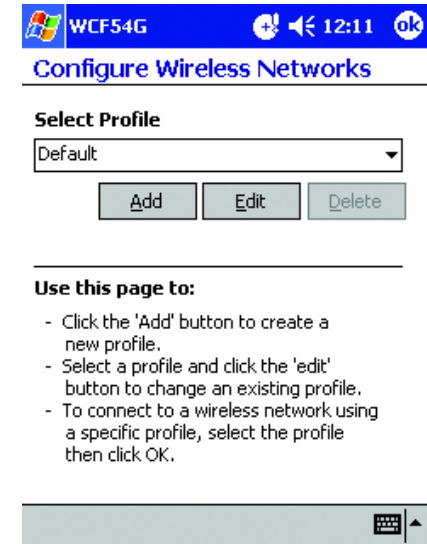 WCF54G 12:11 ok
Configure Wireless Networks
Select Profile
Default
Add Edit Delete
Use this page to:
- Click the 'Add' button to create a
new profile.
- Select a profile and click the 'edit'
button to change an existing profile.
- To connect to a wireless network using
a specific profile, select the profile
then click OK.